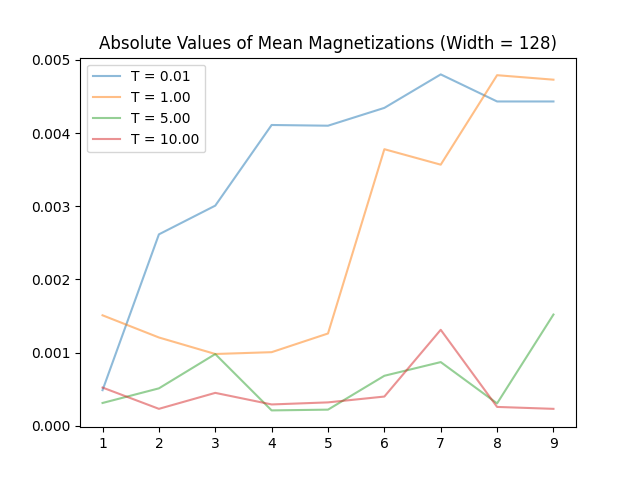 Absolute Values of Mean Magnetizations (Width = 128)
T = 0.01
T = 1.00
T = 5.00
T = 10.00
0.005
0.004
0.003
0.002
0.001
0.000
1 2 3 4 5 6 7 8 9